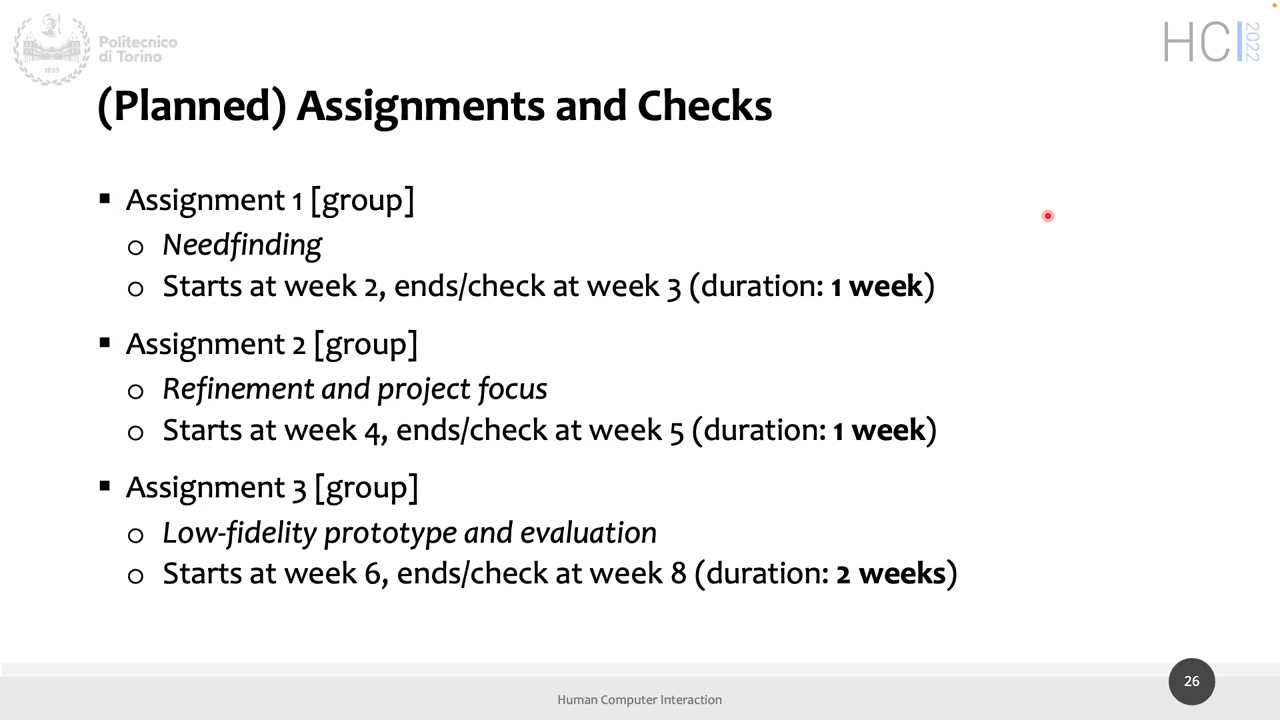 Politecnico
di Torino
1859
HCI 2022
(Planned) Assignments and Checks
▪ Assignment 1 [group]
o Needfinding
o Starts at week 2, ends/check at week 3 (duration: 1 week)
▪ Assignment 2 [group]
o Refinement and project focus
o Starts at week 4, ends/check at week 5 (duration: 1 week)
▪ Assignment 3 [group]
o Low-fidelity prototype and evaluation
o Starts at week 6, ends/check at week 8 (duration: 2 weeks)
Human Computer Interaction
26